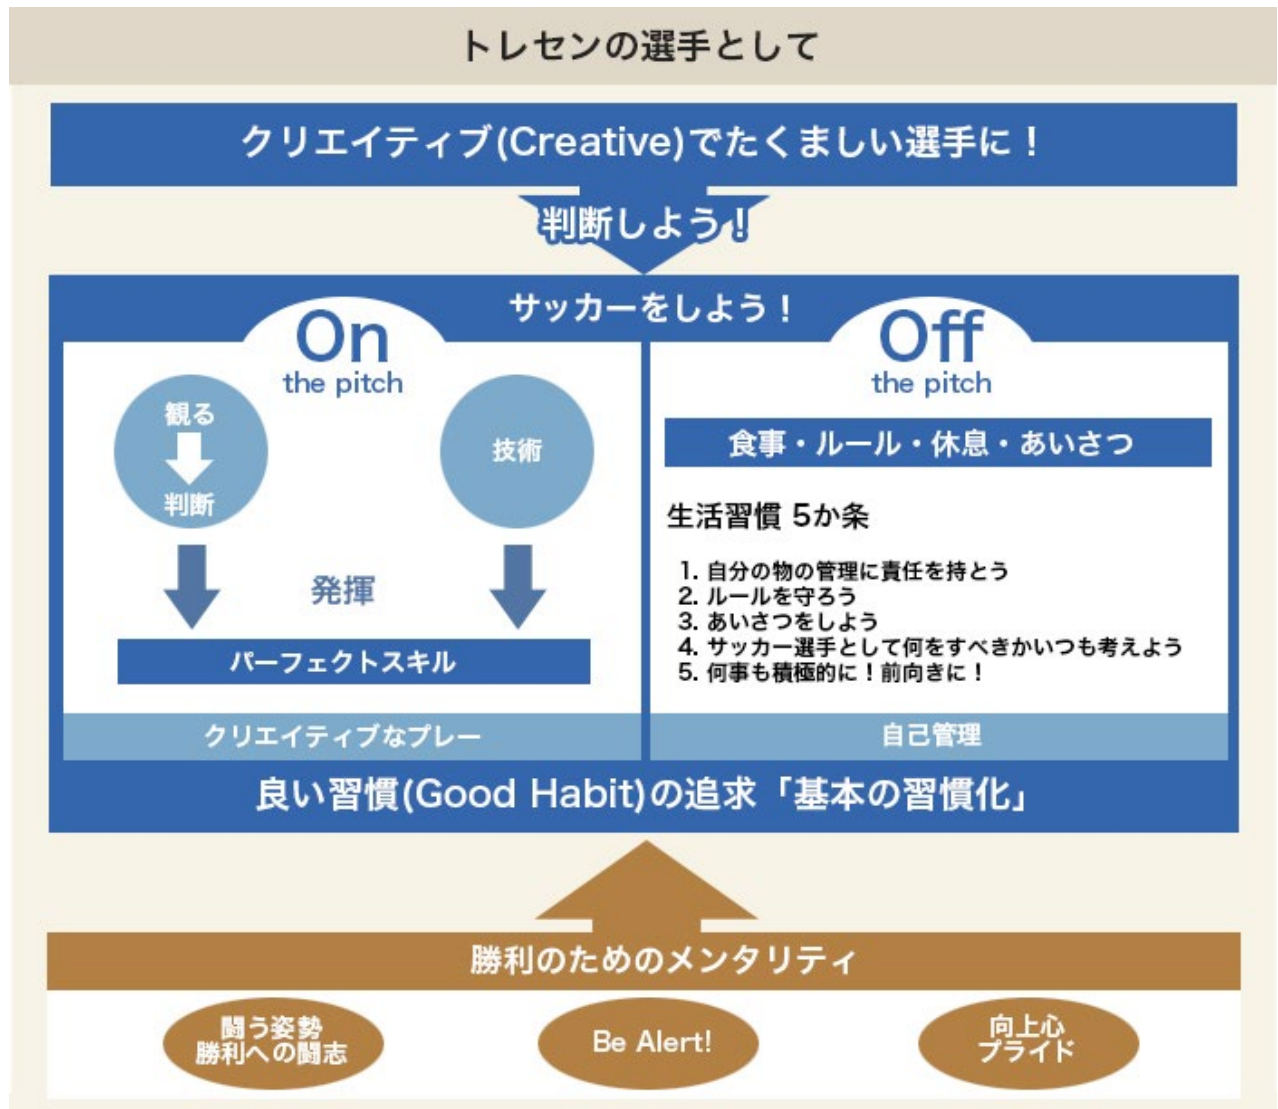 トレセンの選手として
クリエイティブ(Creative)でたくましい選手に！
判断しよう！
サッカーをしよう！
On
the pitch
観る
判断
技術
発揮
パーフェクトスキル
クリエイティブなプレー
Off
the pitch
食事・ルール・休息・あいさつ
生活習慣 5か条
1. 自分の物の管理に責任を持とう
2. ルールを守ろう
3. あいさつをしよう
4. サッカー選手として何をすべきかいつも考えよう
5. 何事も積極的に！前向きに！
自己管理
良い習慣(Good Habit)の追求「基本の習慣化」
勝利のためのメンタリティ
闘う姿勢
勝利への闘志
Be Alert!
向上心
プライド